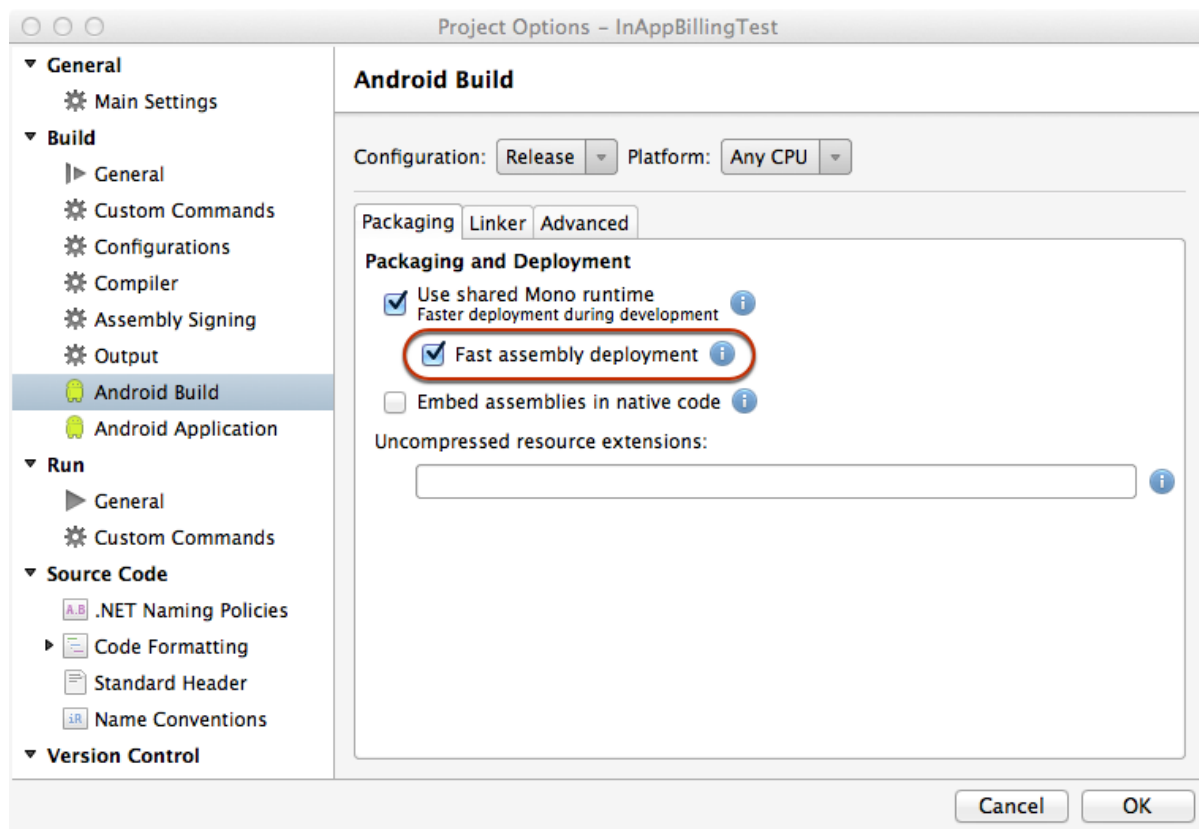 Project Options – InAppBillingTest
General
Main Settings
Build
General
Custom Commands
Configurations
Compiler
Assembly Signing
Output
Android Build
Android Application
Run
General
Custom Commands
Source Code
A.B .NET Naming Policies
Code Formatting
Standard Header
iR Name Conventions
Version Control
Android Build
Configuration: Release Platform: Any CPU
Packaging Linker Advanced
Packaging and Deployment
Use shared Mono runtime
Faster deployment during development
Fast assembly deployment
Embed assemblies in native code
Uncompressed resource extensions:
Cancel OK